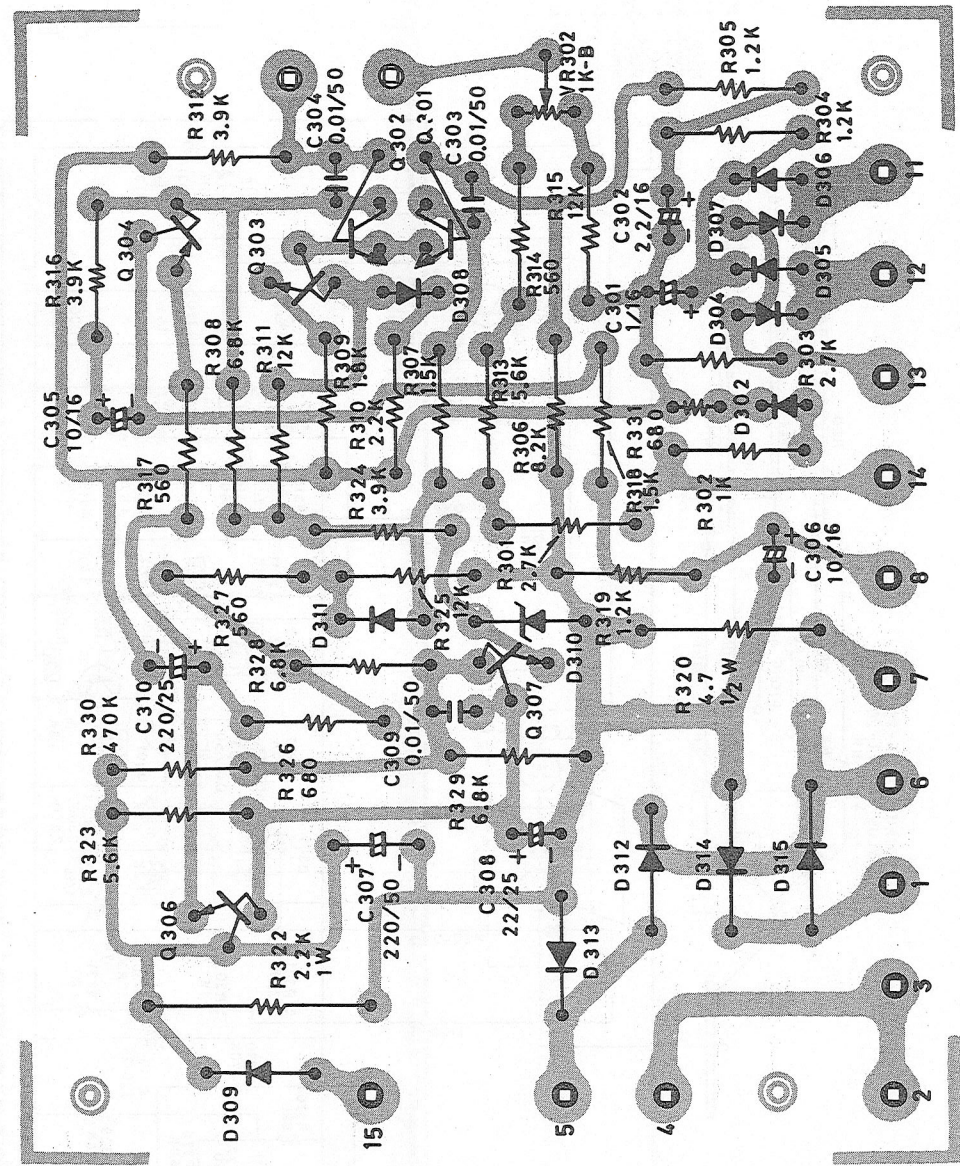 R305
1.2K
VR302
1K-B
R304
1.2K
R312
3.9K
C304
0.01/50
Q302
Q301
C303
0.01/50
R315
12K
C302
2.2/16
D307
D306
11
Q304
Q303
R316
3.9K
D308
R314
560
C301
1/16
D304
D305
12
R308
6.8K
R311
12K
R309
1.8K
R307
1.5K
R313
5.6K
R303
2.7K
13
C305
10/16
R310
2.2K
R306
8.2K
R331
680
D302
R317
560
R324
3.9K
R318
1.5K
R302
1K
14
R301
2.7K
C306
10/16
8
R327
560
D311
R325
12K
R319
1.2K
C310
220/25
R328
6.8K
D310
R320
4.7
1/2 W
7
R330
470K
R326
680
C309
0.01/50
Q307
R329
6.8K
6
R323
5.6K
C307
220/50
C308
22/25
D312
D314
D315
1
Q306
R322
2.2K
1W
D313
3
D309
15
5
4
2